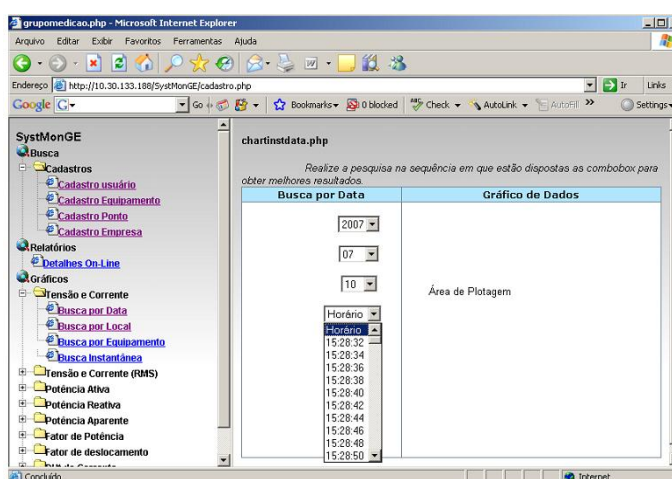 grupomedicao.php - Microsoft Internet Explorer
Arquivo Editar Exibir Favoritos Ferramentas Ajuda
Endereço http://10.30.133.188/SystMonGE/cadastro.php Ir Links
Google G Go Bookmarks 0 blocked Check AutoLink AutoFill Settings
SystMonGE
Busca
Cadastros
Cadastro usuário
Cadastro Equipamento
Cadastro Ponto
Cadastro Empresa
Relatórios
Detalhes On-Line
Gráficos
Tensão e Corrente
Busca por Data
Busca por Local
Busca por Equipamento
Busca Instantânea
Tensão e Corrente (RMS)
Potência Ativa
Potência Reativa
Potência Aparente
Fator de Potência
Fator de deslocamento
chartinstdata.php
Realize a pesquisa na sequência em que estão dispostas as combobox para
obter melhores resultados.
Busca por Data Gráfico de Dados
2007
07
10
Área de Plotagem
Horário
Horário
15:28:32
15:28:34
15:28:36
15:28:38
15:28:40
15:28:42
15:28:44
15:28:46
15:28:48
15:28:50
Concluído Internet